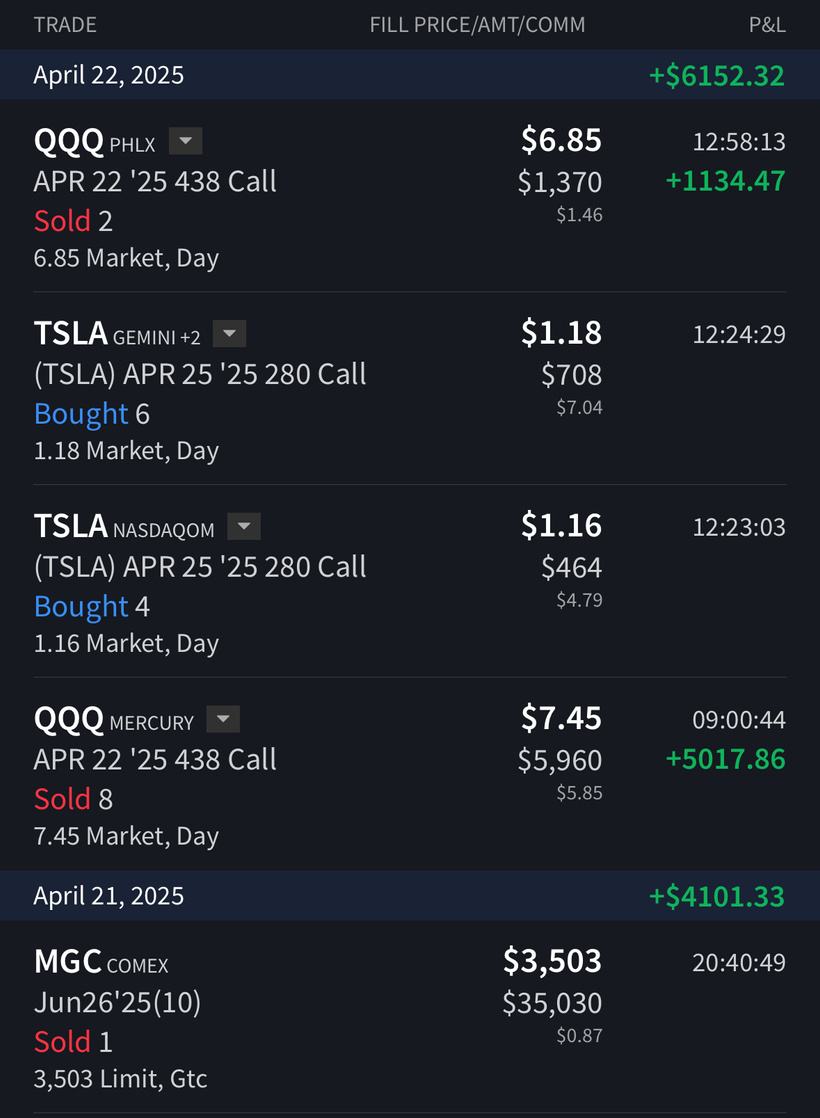 TRADE FILL PRICE/AMT/COMM P&L
April 22, 2025 +$6152.32
QQQ PHLX $6.85 12:58:13
APR 22 '25 438 Call $1,370 +1134.47
Sold 2 $1.46
6.85 Market, Day
TSLA GEMINI +2 $1.18 12:24:29
(TSLA) APR 25 '25 280 Call $708
Bought 6 $7.04
1.18 Market, Day
TSLA NASDAQOM $1.16 12:23:03
(TSLA) APR 25 '25 280 Call $464
Bought 4 $4.79
1.16 Market, Day
QQQ MERCURY $7.45 09:00:44
APR 22 '25 438 Call $5,960 +5017.86
Sold 8 $5.85
7.45 Market, Day
April 21, 2025 +$4101.33
MGC COMEX $3,503 20:40:49
Jun26'25(10) $35,030
Sold 1 $0.87
3,503 Limit, Gtc